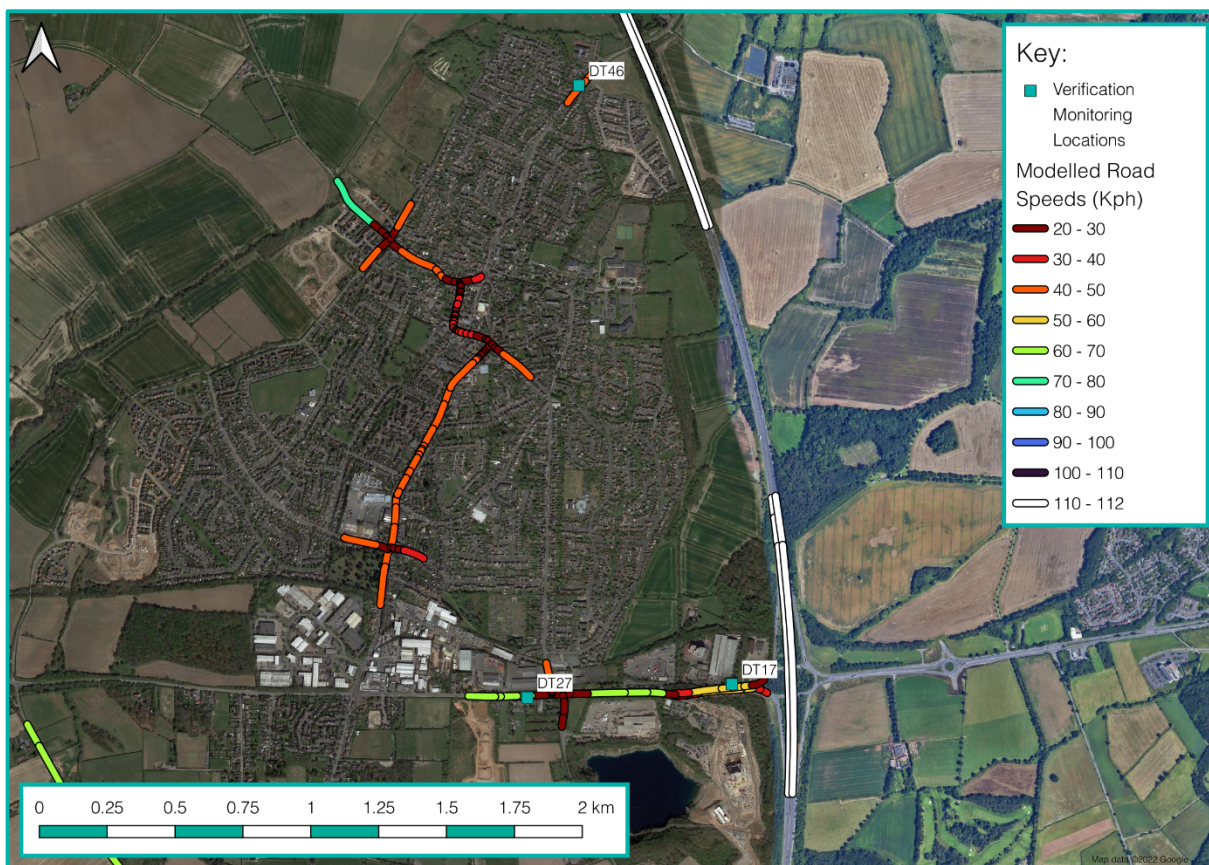 DT46
Key:
Verification
Monitoring
Locations
Modelled Road
Speeds (Kph)
20 - 30
30 - 40
40 - 50
50 - 60
60 - 70
70 - 80
80 - 90
90 - 100
100 - 110
110 - 112
DT17
DT27
0 0.25 0.5 0.75 1 1.25 1.5 1.75 2 km
Map data ©2022 Google